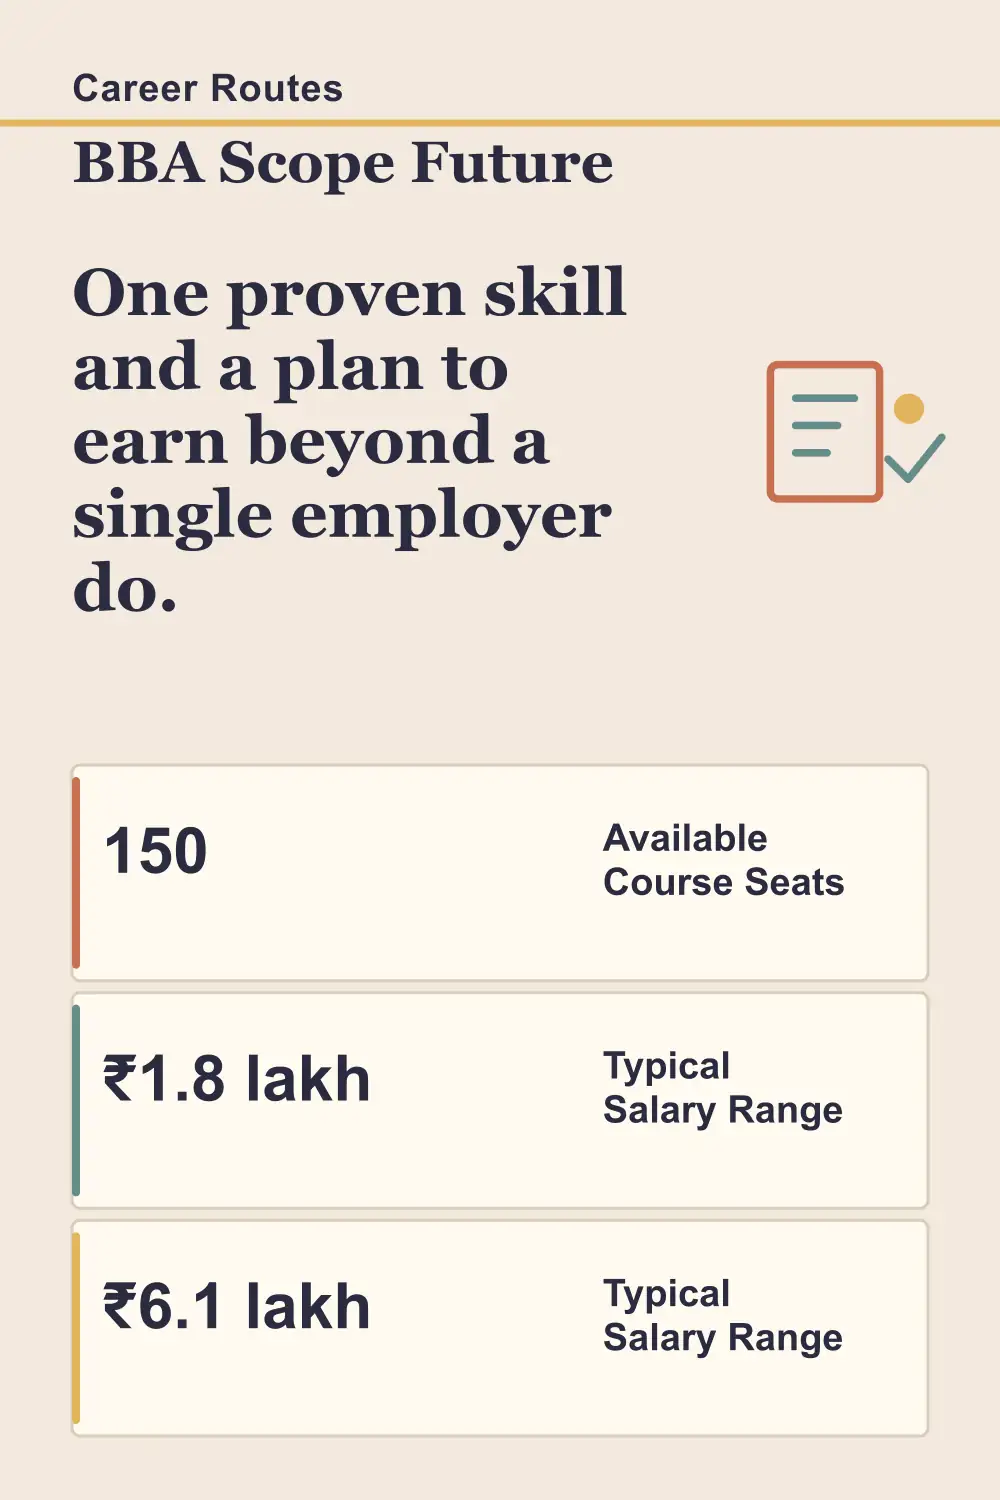 Career Routes
BBA Scope Future
One proven skill
and a plan to
earn beyond a
single employer
do.
150
Available
Course Seats
₹1.8 lakh
Typical
Salary Range
₹6.1 lakh
Typical
Salary Range